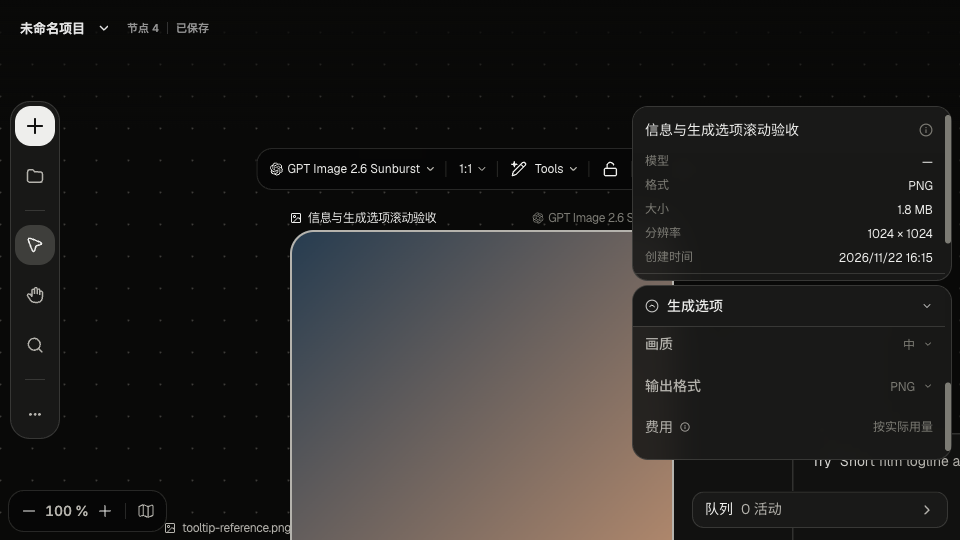 未命名项目
节点 4
已保存
GPT Image 2.6 Sunburst
1:1
Tools
信息与生成选项滚动验收
GPT Image 2.6 S
信息与生成选项滚动验收
模型 —
格式 PNG
大小 1.8 MB
分辨率 1024 × 1024
创建时间 2026/11/22 16:15
生成选项
画质 中
输出格式 PNG
费用 按实际用量
Try "Short film logline a
队列 0 活动
100 %
tooltip-reference.png